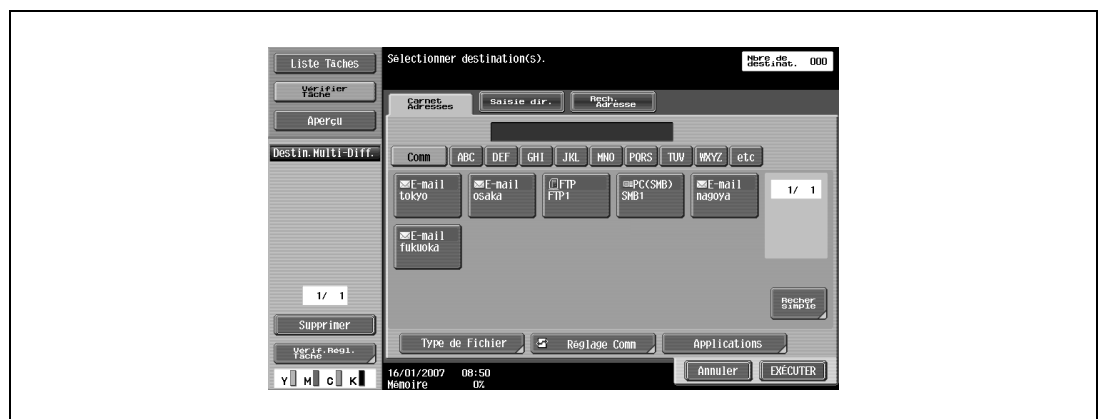 Liste Tâches
Vérifier
Tâche
Aperçu
Destin.Multi-Diff.
1/ 1
Supprimer
Vérif.Régl.
Tâche
Y M C K
Sélectionner destination(s).
Nbre de
destinat. 000
Carnet
Adresses
Saisie dir.
Rech.
Adresse
Comm ABC DEF GHI JKL MNO PQRS TUV WXYZ etc
E-mail
tokyo
E-mail
osaka
FTP
FTP1
PC(SMB)
SMB1
E-mail
nagoya
1/ 1
E-mail
fukuoka
Recher
simple
Type de Fichier
Réglage Comm
Applications
16/01/2007 08:50
Mémoire 0%
Annuler
EXÉCUTER